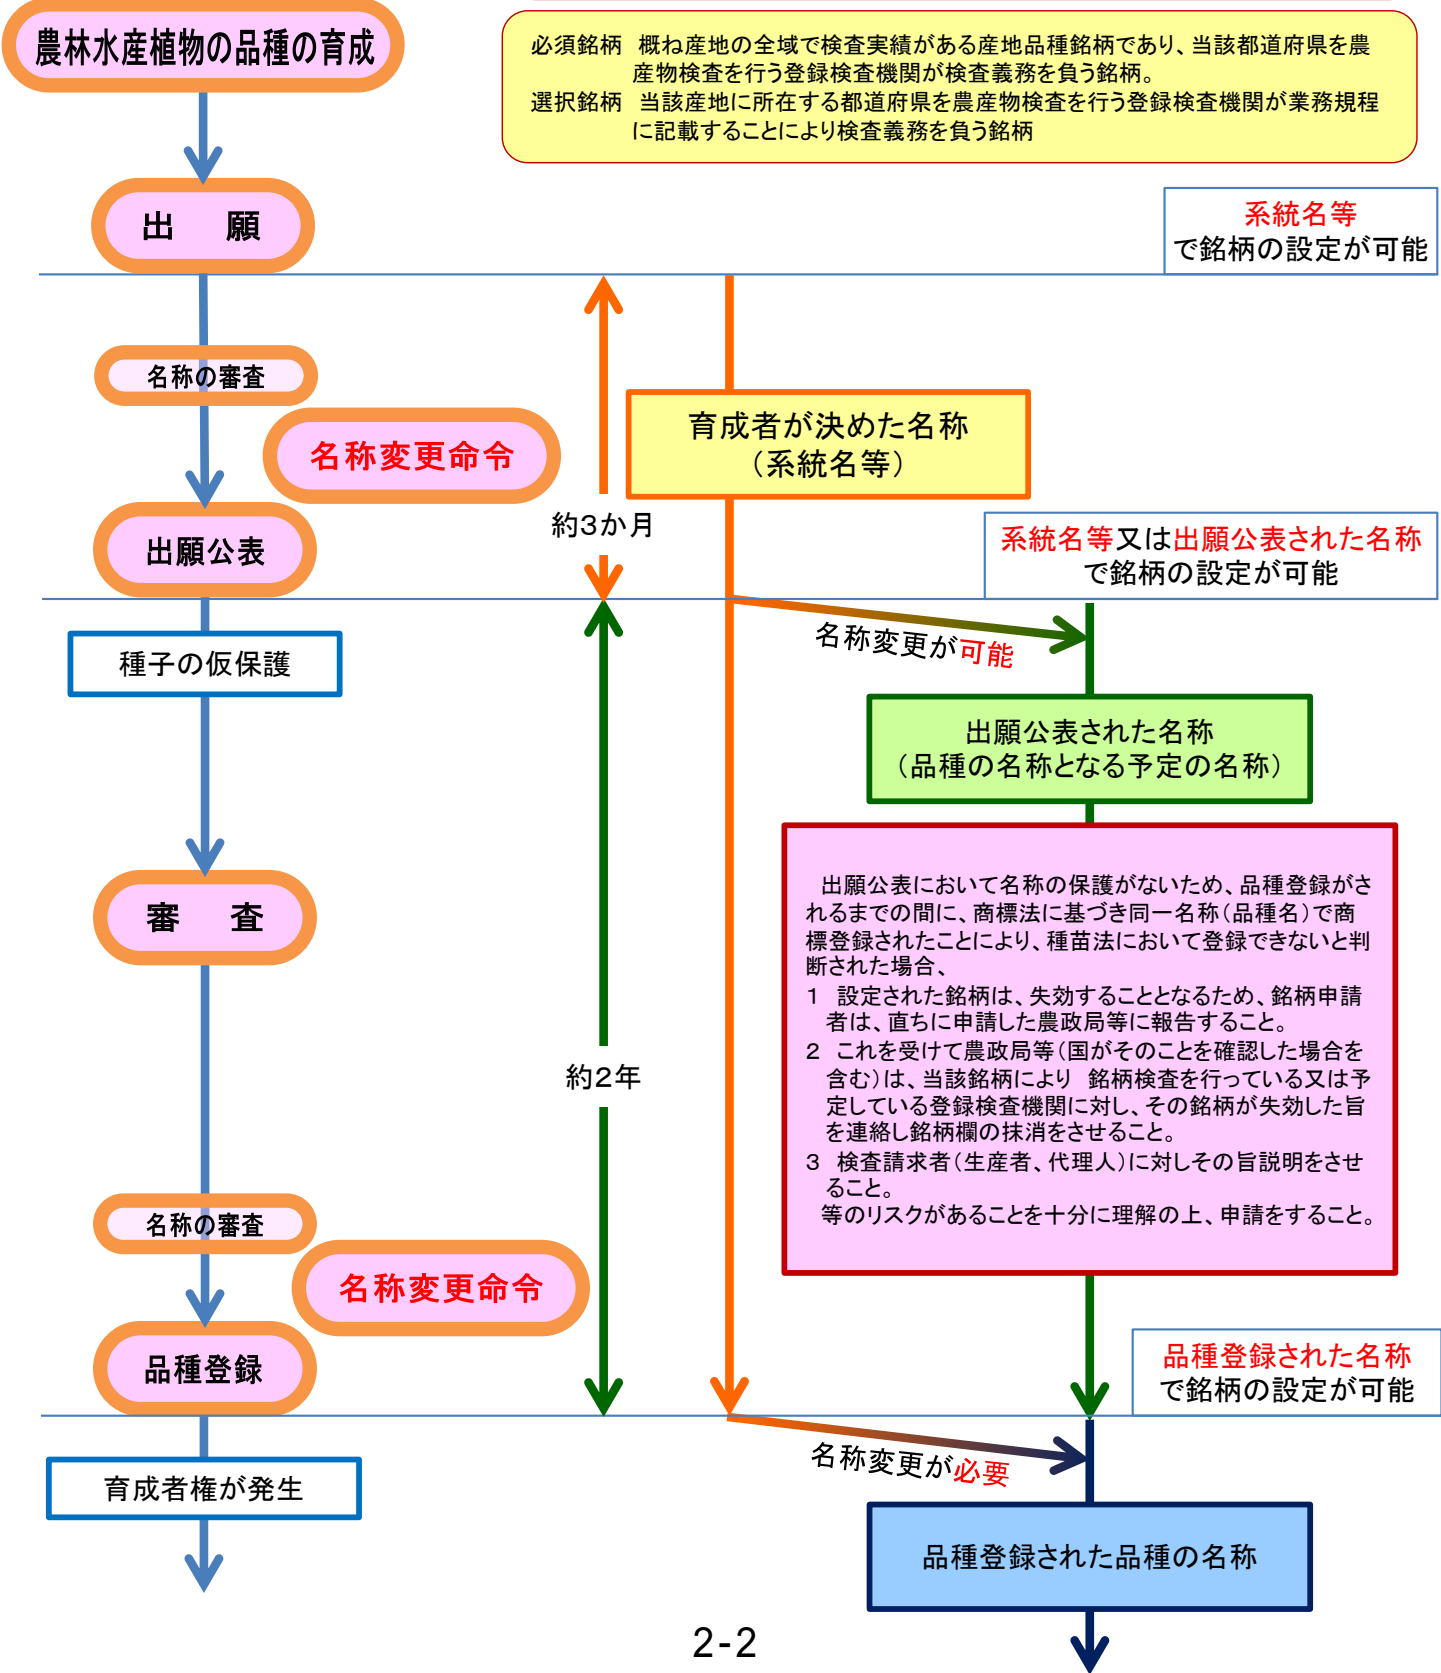 農林水産植物の品種の育成
必須銘柄　概ね産地の全域で検査実績がある産地品種銘柄であり、当該都道府県を農
産物検査を行う登録検査機関が検査義務を負う銘柄。
選択銘柄　当該産地に所在する都道府県を農産物検査を行う登録検査機関が業務規程
に記載することにより検査義務を負う銘柄
出　願
系統名等
で銘柄の設定が可能
名称の審査
名称変更命令
育成者が決めた名称
（系統名等）
約３か月
出願公表
系統名等又は出願公表された名称
で銘柄の設定が可能
名称変更が可能
種子の仮保護
出願公表された名称
（品種の名称となる予定の名称）
審　査
出願公表において名称の保護がないため、品種登録がさ
れるまでの間に、商標法に基づき同一名称（品種名）で商
標登録されたことにより、種苗法において登録できないと判
断された場合、
１　設定された銘柄は、失効することとなるため、銘柄申請
者は、直ちに申請した農政局等に報告すること。
２　これを受けて農政局等（国がそのことを確認した場合を
含む）は、当該銘柄により　銘柄検査を行っている又は予
定している登録検査機関に対し、その銘柄が失効した旨
を連絡し銘柄欄の抹消をさせること。
３　検査請求者（生産者、代理人）に対しその旨説明をさせ
ること。
等のリスクがあることを十分に理解の上、申請をすること。
約２年
名称の審査
名称変更命令
品種登録
品種登録された名称
で銘柄の設定が可能
名称変更が必要
育成者権が発生
品種登録された品種の名称
2-2